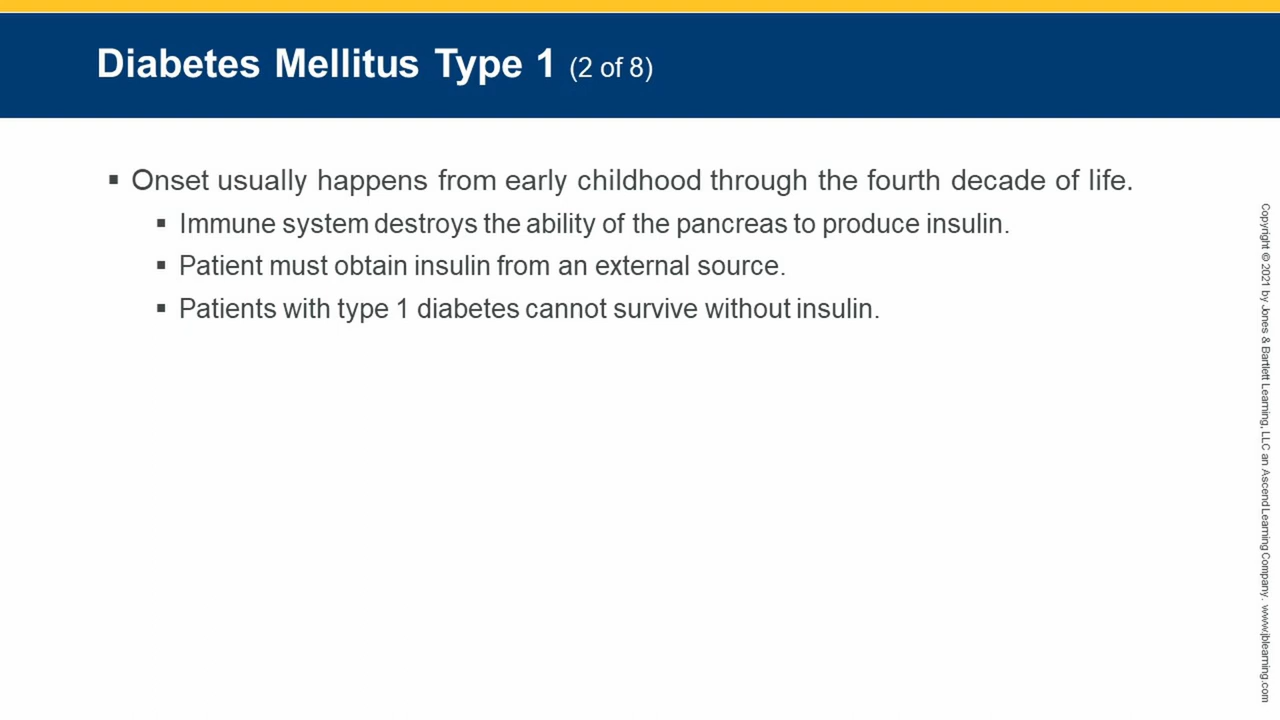 Diabetes Mellitus Type 1 (2 of 8)
▪ Onset usually happens from early childhood through the fourth decade of life.
▪ Immune system destroys the ability of the pancreas to produce insulin.
▪ Patient must obtain insulin from an external source.
▪ Patients with type 1 diabetes cannot survive without insulin.
Copyright © 2021 by Jones & Bartlett Learning, LLC an Ascend Learning Company. www.jblearning.com